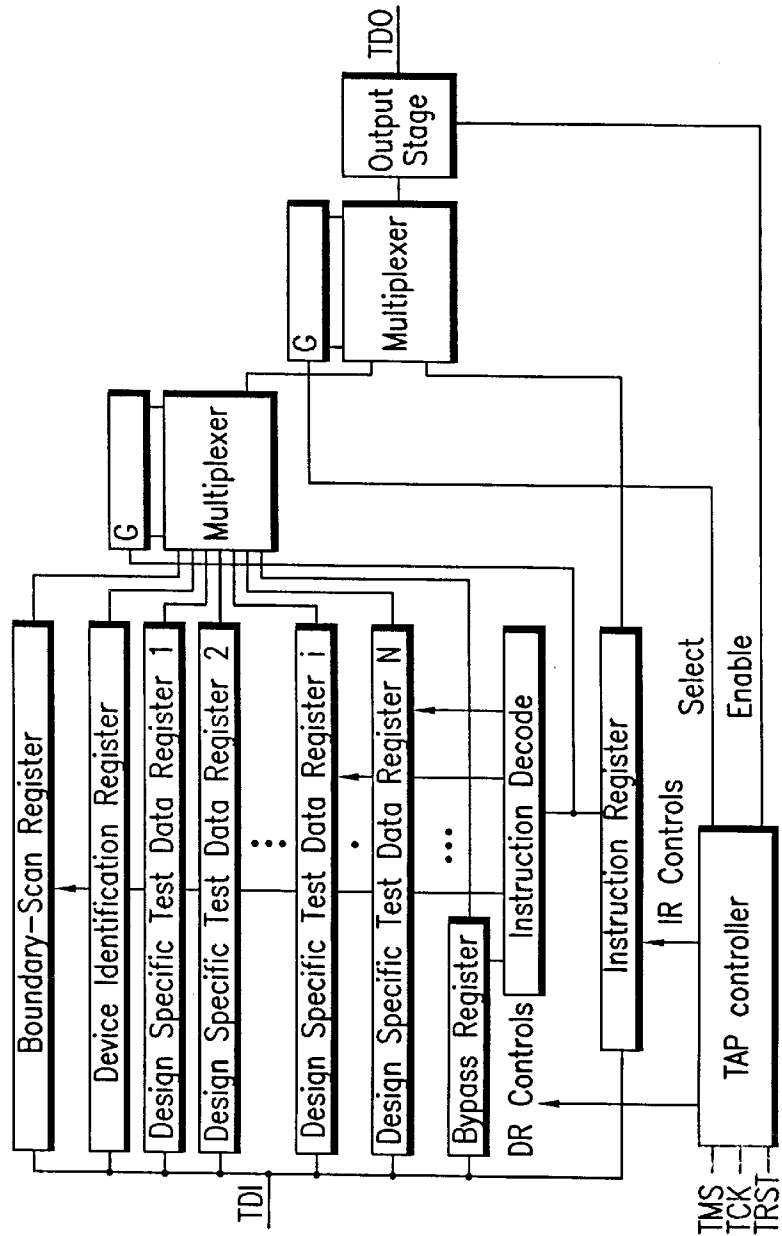 Boundary-Scan Register
Device Identification Register
Design Specific Test Data Register 1
Design Specific Test Data Register 2
Design Specific Test Data Register i
Design Specific Test Data Register N
Bypass Register
Instruction Decode
DR Controls
Instruction Register
IR Controls
TAP controller
TDI
TMS
TCK
TRST
Select
Enable
G
Multiplexer
G
Multiplexer
Output
Stage
TDO